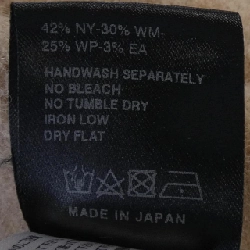 42% NY-30% WM-
25% WP-3% EA
HANDWASH SEPARATELY
NO BLEACH
NO TUMBLE DRY
IRON LOW
DRY FLAT
MADE IN JAPAN